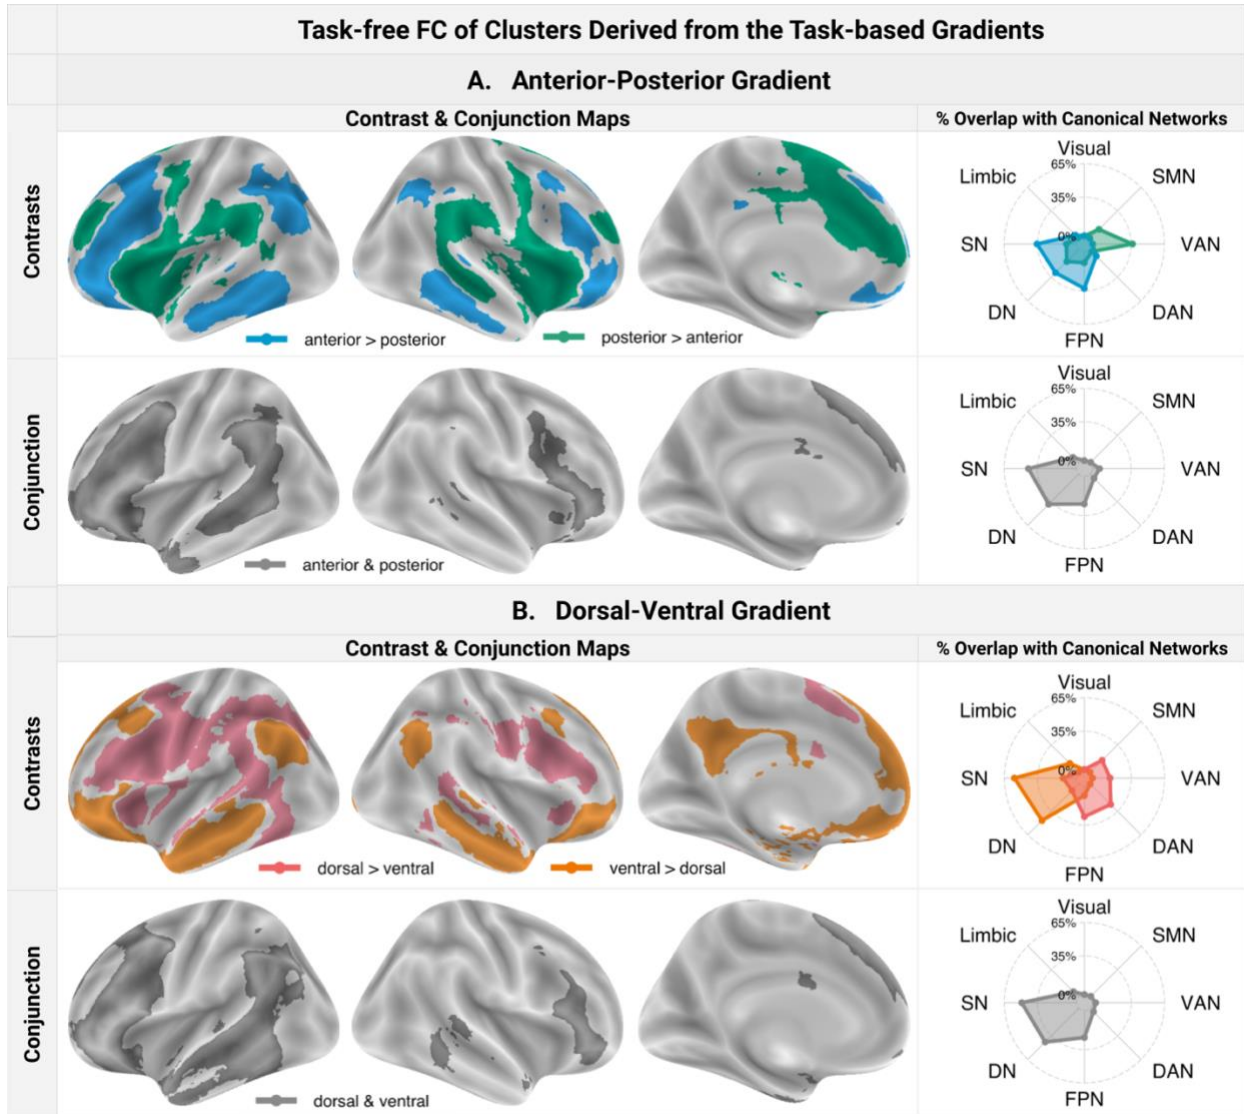 Task-free FC of Clusters Derived from the Task-based Gradients
A. Anterior-Posterior Gradient
Contrast & Conjunction Maps
% Overlap with Canonical Networks
Contrasts
anterior > posterior
posterior > anterior
Visual
65%
Limbic
SMN
35%
0%
SN
VAN
DN
DAN
FPN
Conjunction
anterior & posterior
Visual
65%
Limbic
SMN
35%
0%
SN
VAN
DN
DAN
FPN
B. Dorsal-Ventral Gradient
Contrast & Conjunction Maps
% Overlap with Canonical Networks
Contrasts
dorsal > ventral
ventral > dorsal
Visual
65%
Limbic
SMN
35%
0%
SN
VAN
DN
DAN
FPN
Conjunction
dorsal & ventral
Visual
65%
Limbic
SMN
35%
0%
SN
VAN
DN
DAN
FPN